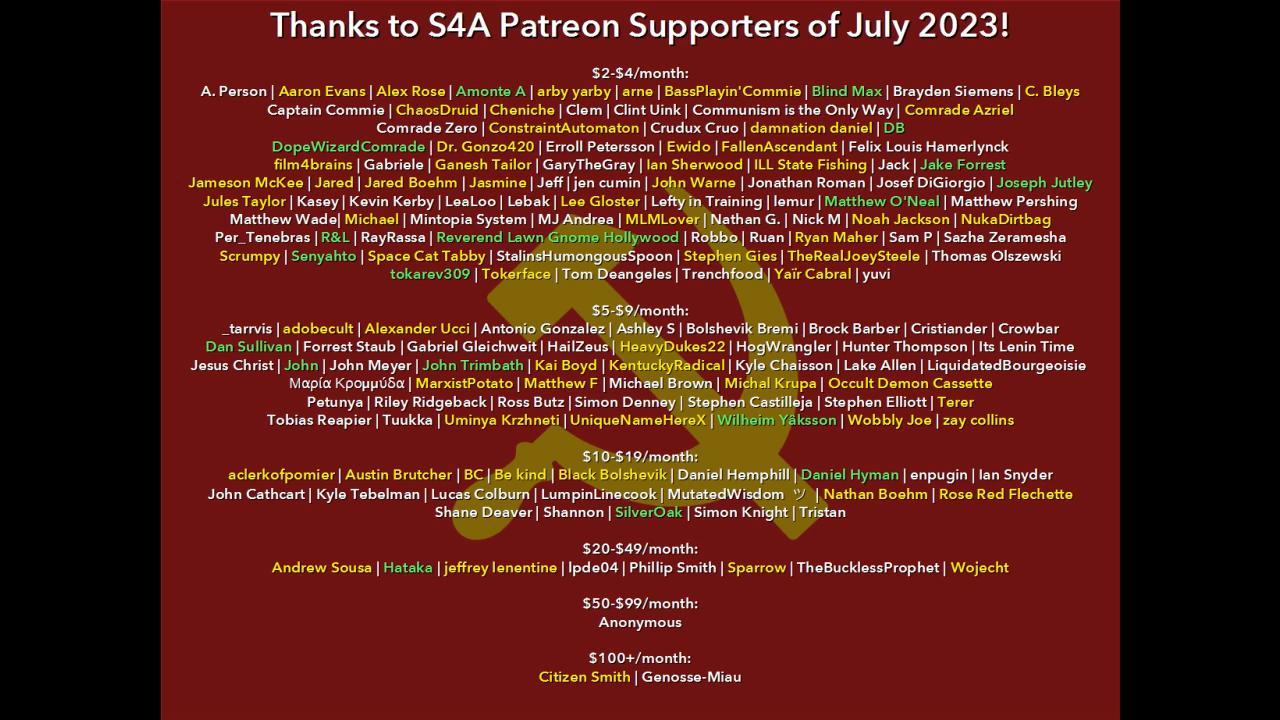 Thanks to S4A Patreon Supporters of July 2023!
$2-$4/month:
A. Person | Aaron Evans | Alex Rose | Amonte A | arby yarby | arne | BassPlayin'Commie | Blind Max | Brayden Siemens | C. Bleys
Captain Commie | ChaosDruid | Cheniche | Clem | Clint Uink | Communism is the Only Way | Comrade Azriel
Comrade Zero | ConstraintAutomaton | Crudux Cruo | damnation daniel | DB
DopeWizardComrade | Dr. Gonzo420 | Erroll Petersson | Ewido | FallenAscendant | Felix Louis Hamerlynck
film4brains | Gabriele | Ganesh Tailor | GaryTheGray | Ian Sherwood | ILL State Fishing | Jack | Jake Forrest
Jameson McKee | Jared | Jared Boehm | Jasmine | Jeff | jen cumin | John Warne | Jonathan Roman | Josef DiGiorgio | Joseph Jutley
Jules Taylor | Kasey | Kevin Kerby | LeaLoo | Lebak | Lee Gloster | Lefty in Training | lemur | Matthew O'Neal | Matthew Pershing
Matthew Wade| Michael | Mintopia System | MJ Andrea | MLMLover | Nathan G. | Nick M | Noah Jackson | NukaDirtbag
Per_Tenebras | R&L | RayRassa | Reverend Lawn Gnome Hollywood | Robbo | Ruan | Ryan Maher | Sam P | Sazha Zeramesha
Scrumpy | Senyahto | Space Cat Tabby | StalinsHumongousSpoon | Stephen Gies | TheRealJoeySteele | Thomas Olszewski
tokarev309 | Tokerface | Tom Deangeles | Trenchfood | Yaïr Cabral | yuvi
$5-$9/month:
_tarrvis | adobecult | Alexander Ucci | Antonio Gonzalez | Ashley S | Bolshevik Bremi | Brock Barber | Cristiander | Crowbar
Dan Sullivan | Forrest Staub | Gabriel Gleichweit | HailZeus | HeavyDukes22 | HogWrangler | Hunter Thompson | Its Lenin Time
Jesus Christ | John | John Meyer | John Trimbath | Kai Boyd | KentuckyRadical | Kyle Chaisson | Lake Allen | LiquidatedBourgeoisie
Μαρία Κρομμύδα | MarxistPotato | Matthew F | Michael Brown | Michal Krupa | Occult Demon Cassette
Petunya | Riley Ridgeback | Ross Butz | Simon Denney | Stephen Castilleja | Stephen Elliott | Terer
Tobias Reapier | Tuukka | Uminya Krzhneti | UniqueNameHereX | Wilheim Yäksson | Wobbly Joe | zay collins
$10-$19/month:
aclerkofpomier | Austin Brutcher | BC | Be kind | Black Bolshevik | Daniel Hemphill | Daniel Hyman | enpugin | Ian Snyder
John Cathcart | Kyle Tebelman | Lucas Colburn | LumpinLinecook | MutatedWisdom ツ | Nathan Boehm | Rose Red Flechette
Shane Deaver | Shannon | SilverOak | Simon Knight | Tristan
$20-$49/month:
Andrew Sousa | Hataka | jeffrey lenentine | lpde04 | Phillip Smith | Sparrow | TheBucklessProphet | Wojecht
$50-$99/month:
Anonymous
$100+/month:
Citizen Smith | Genosse-Miau